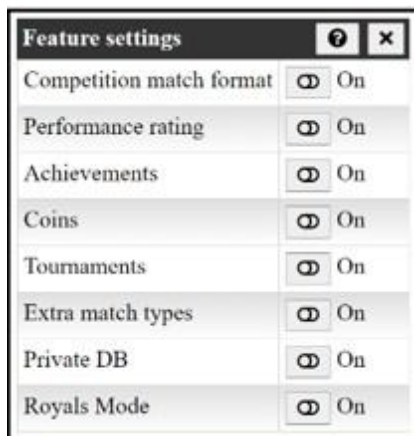 Feature settings
Competition match format On
Performance rating On
Achievements On
Coins On
Tournaments On
Extra match types On
Private DB On
Royals Mode On